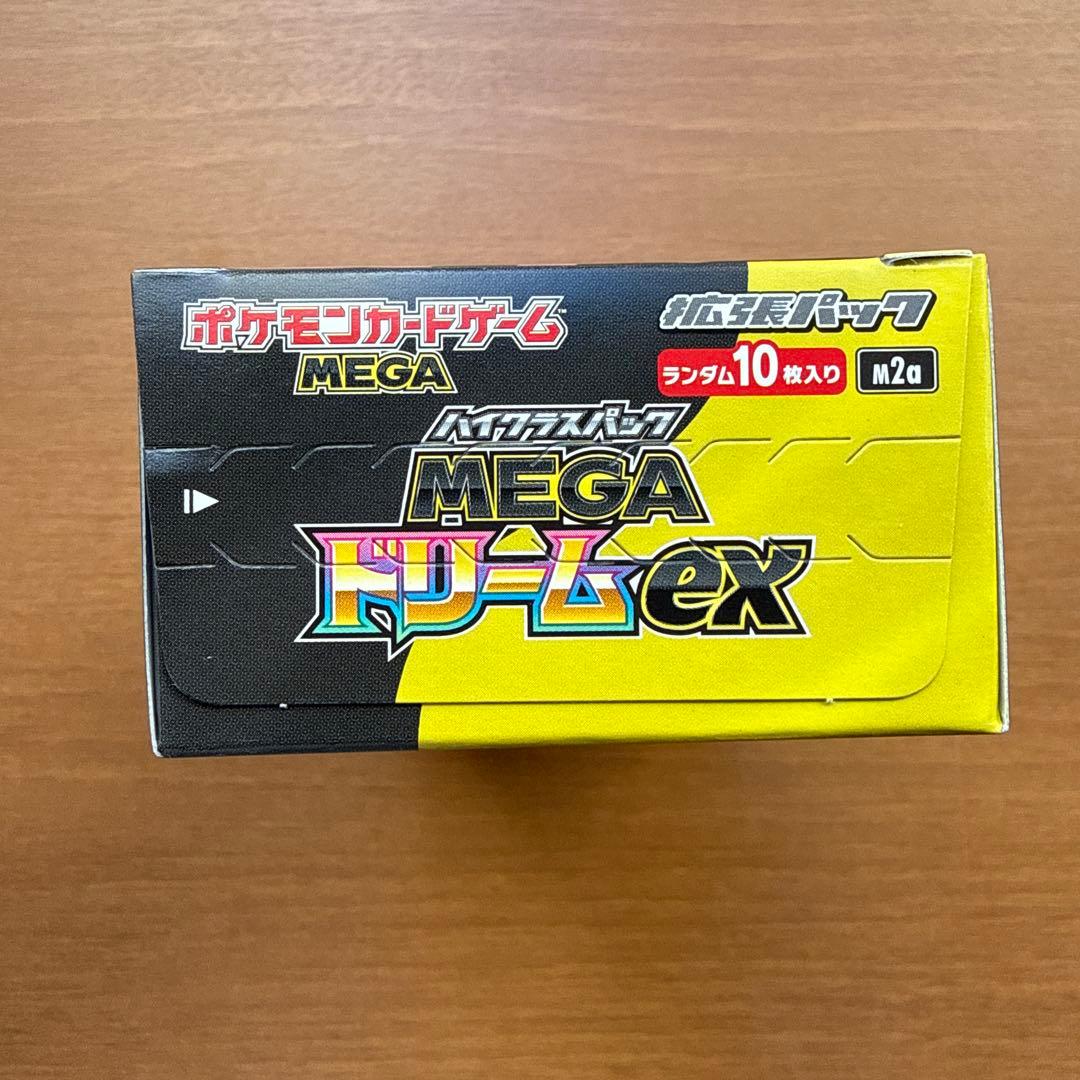 ポケモンカードゲーム™
MEGA
拡張パック
ランダム10枚入り
M2a
ハイクラスパック
MEGA
ドリームex